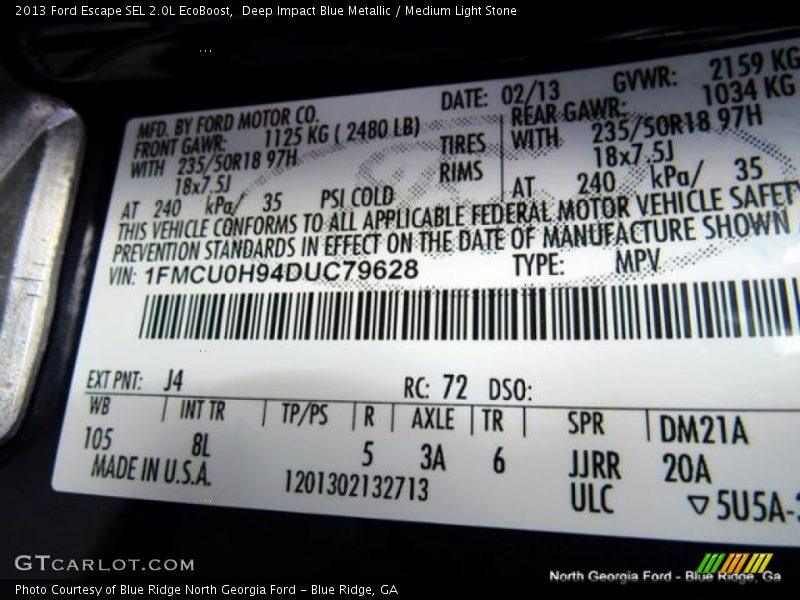 2013 Ford Escape SEL 2.0L EcoBoost,  Deep Impact Blue Metallic / Medium Light Stone
MFD. BY FORD MOTOR CO.
DATE: 02/13
GVWR: 2159 KG
FRONT GAWR: 1125 KG ( 2480 LB)
REAR GAWR: 1034 KG
WITH 235/50R18 97H
TIRES
WITH 235/50R18 97H
18x7.5J
RIMS
18x7.5J
AT 240 kPa/ 35 PSI COLD
AT 240 kPa/ 35
THIS VEHICLE CONFORMS TO ALL APPLICABLE FEDERAL MOTOR VEHICLE SAFETY
PREVENTION STANDARDS IN EFFECT ON THE DATE OF MANUFACTURE SHOWN
VIN: 1FMCU0H94DUC79628
TYPE: MPV
EXT PNT: J4
RC: 72 DSO:
WB | INT TR | TP/PS | R | AXLE | TR | SPR | DM21A
105 8L 5 3A 6 JJRR 20A
MADE IN U.S.A. 1201302132713 ULC ▽5U5A-
GTCARLOT.COM
North Georgia Ford - Blue Ridge, Ga
Photo Courtesy of Blue Ridge North Georgia Ford - Blue Ridge, GA